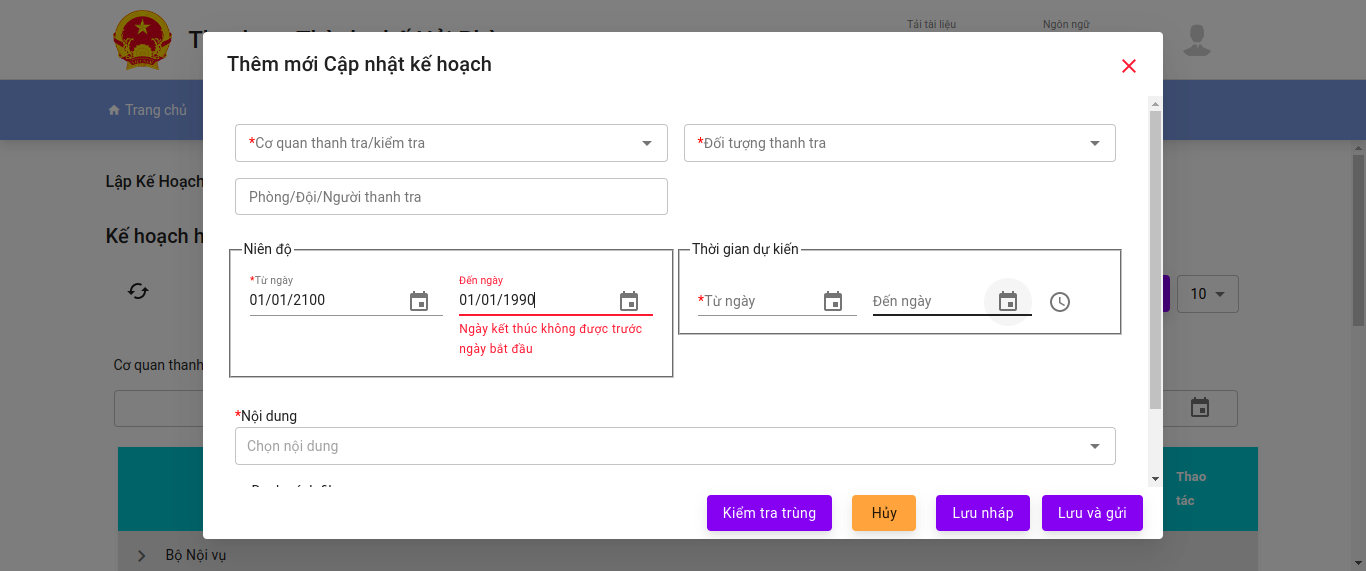 Tải tài liệu
Ngôn ngữ
Thêm mới Cập nhật kế hoạch
Trang chủ
*Cơ quan thanh tra/kiểm tra
*Đối tượng thanh tra
Lập Kế Hoạch
Phòng/Đội/Người thanh tra
Kế hoạch h
Niên độ
Thời gian dự kiến
*Từ ngày
Đến ngày
01/01/2100
01/01/1990
*Từ ngày
Đến ngày
10
Ngày kết thúc không được trước
ngày bắt đầu
Cơ quan thanh
*Nội dung
Chọn nội dung
Thao
tác
Kiểm tra trùng
Hủy
Lưu nháp
Lưu và gửi
Bộ Nội vụ